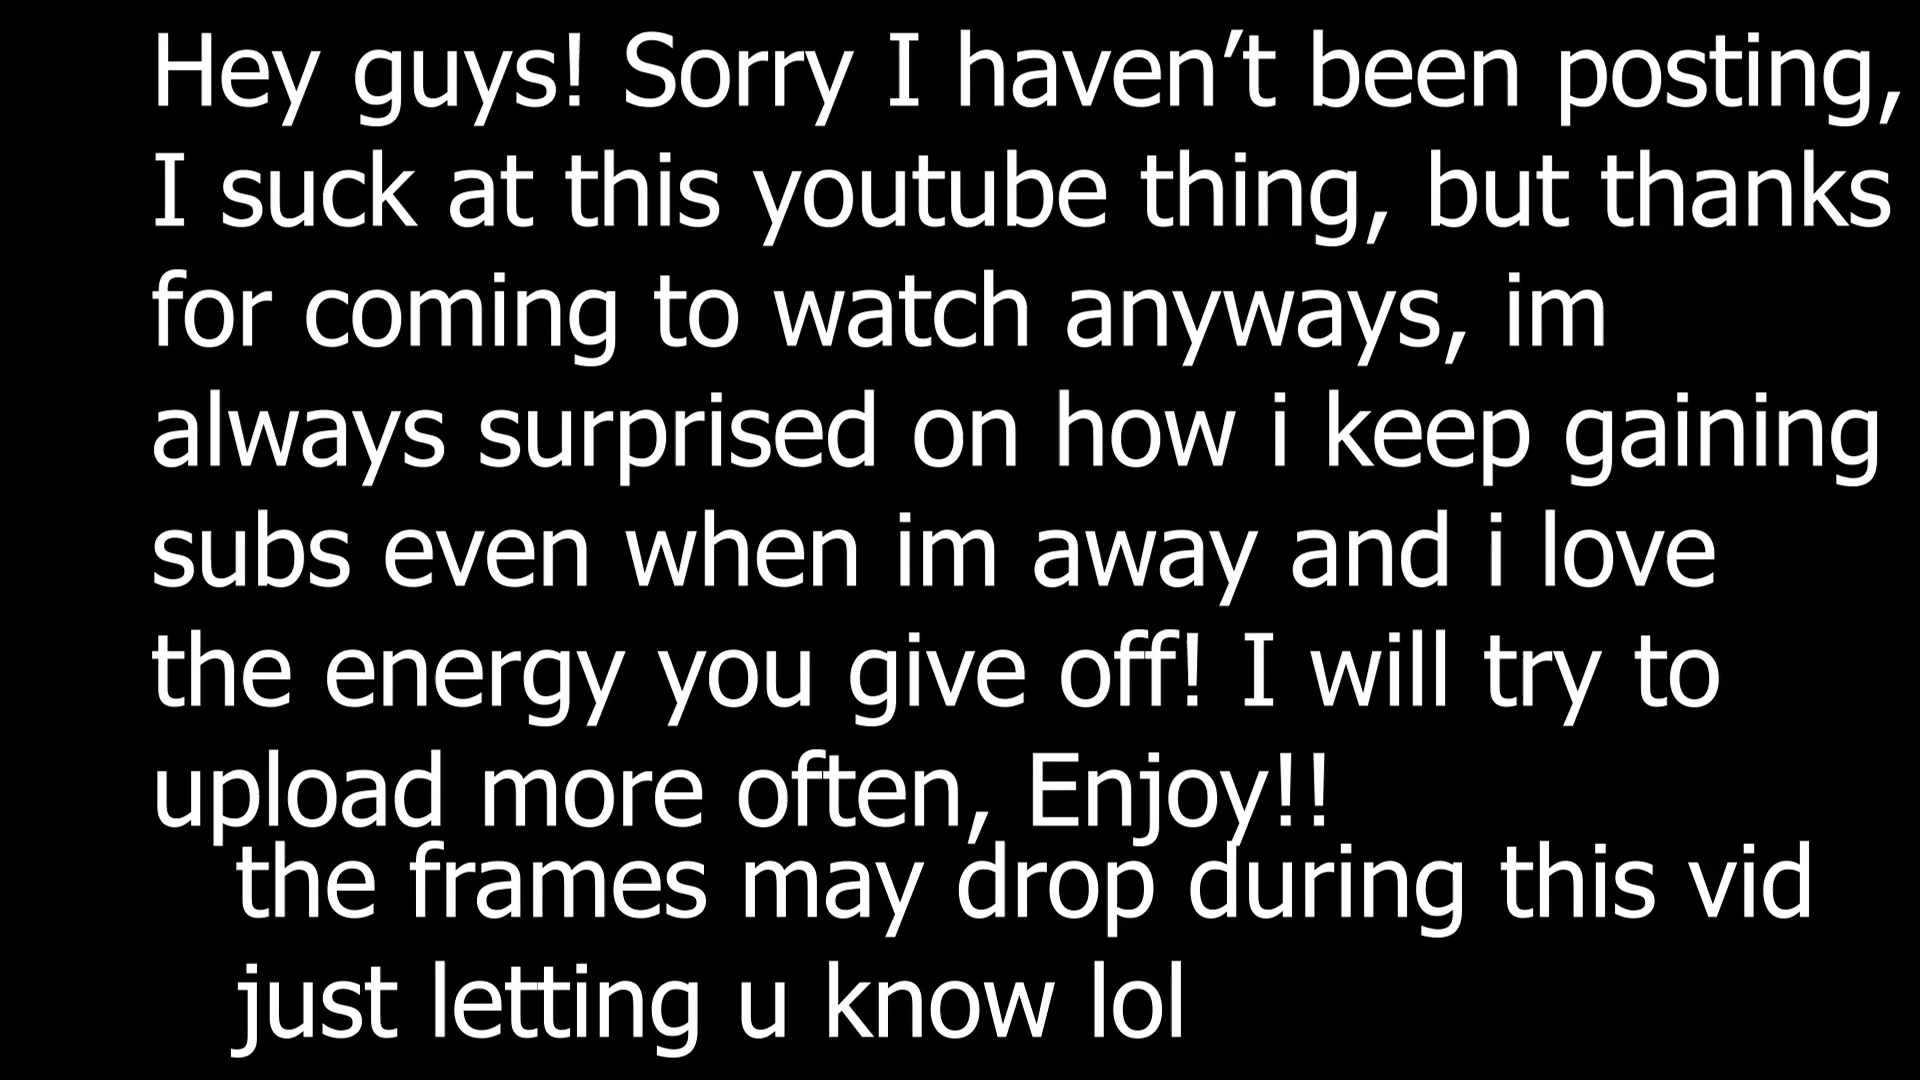 Hey guys! Sorry I haven’t been posting,
I suck at this youtube thing, but thanks
for coming to watch anyways, im
always surprised on how i keep gaining
subs even when im away and i love
the energy you give off! I will try to
upload more often, Enjoy!!
the frames may drop during this vid
just letting u know lol